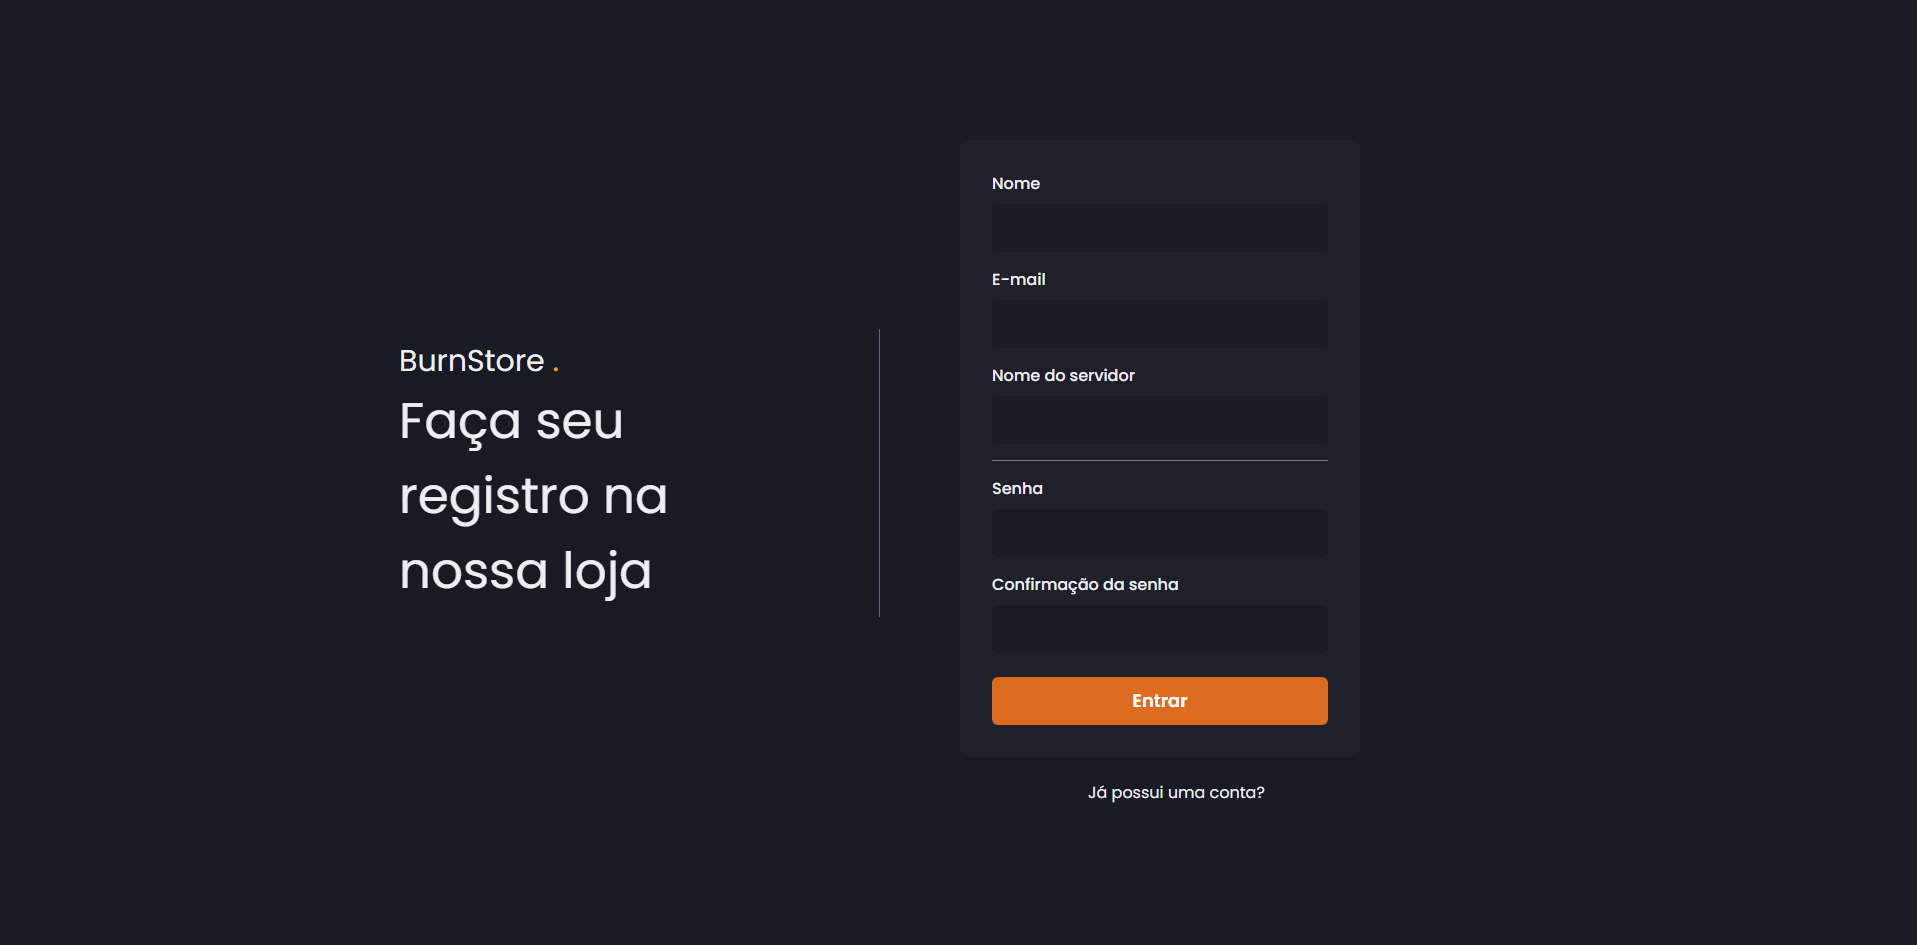 BurnStore .
Faça seu
registro na
nossa loja
Nome
E-mail
Nome do servidor
Senha
Confirmação da senha
Entrar
Já possui uma conta?